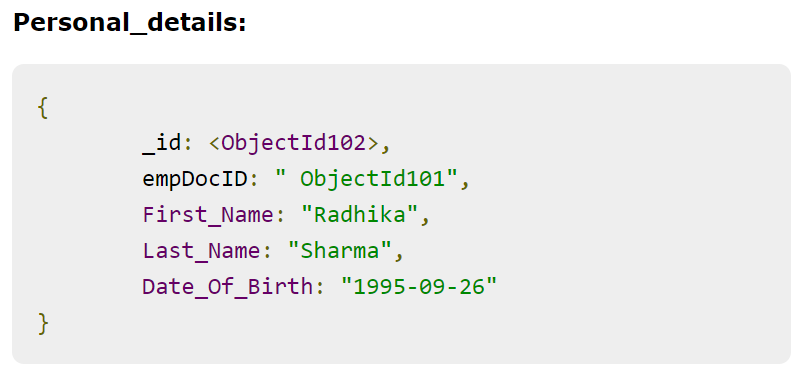 Personal_details:
{
_id: <ObjectId102>,
empDocID: " ObjectId101",
First_Name: "Radhika",
Last_Name: "Sharma",
Date_Of_Birth: "1995-09-26"
}